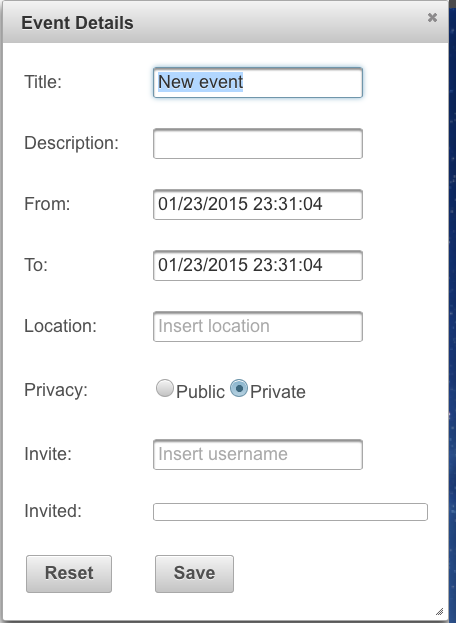 Event Details
Title: New event
Description:
From: 01/23/2015 23:31:04
To: 01/23/2015 23:31:04
Location: Insert location
Privacy: Public Private
Invite: Insert username
Invited:
Reset Save